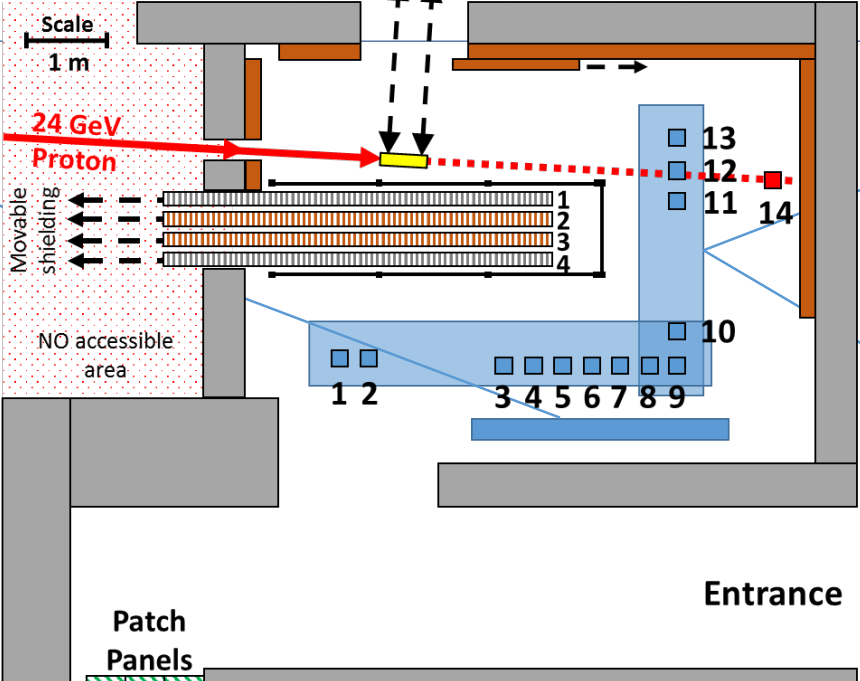 Scale
1 m
24 GeV
Proton
Movable
shielding
1
2
3
4
13
12
11
14
10
NO accessible
area
1 2 3 4 5 6 7 8 9
Entrance
Patch
Panels